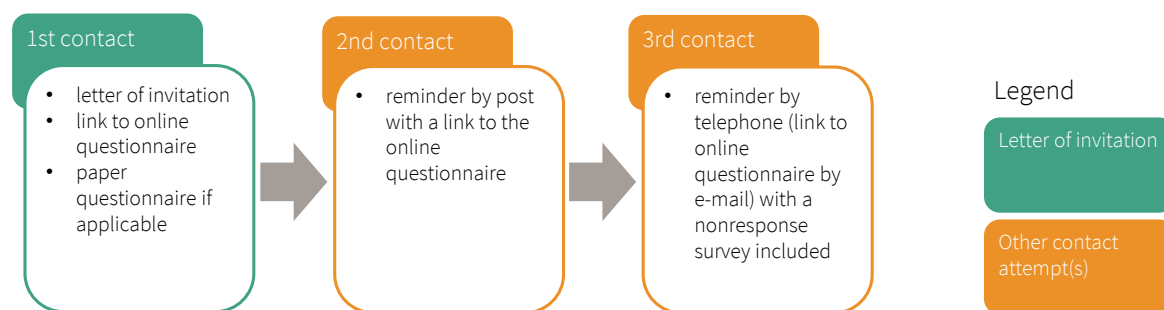 1st contact
• letter of invitation
• link to online
questionnaire
• paper
questionnaire if
applicable
2nd contact
• reminder by post
with a link to the
online
questionnaire
3rd contact
• reminder by
telephone (link to
online
questionnaire by
e-mail) with a
nonresponse
survey included
Legend
Letter of invitation
Other contact
attempt(s)